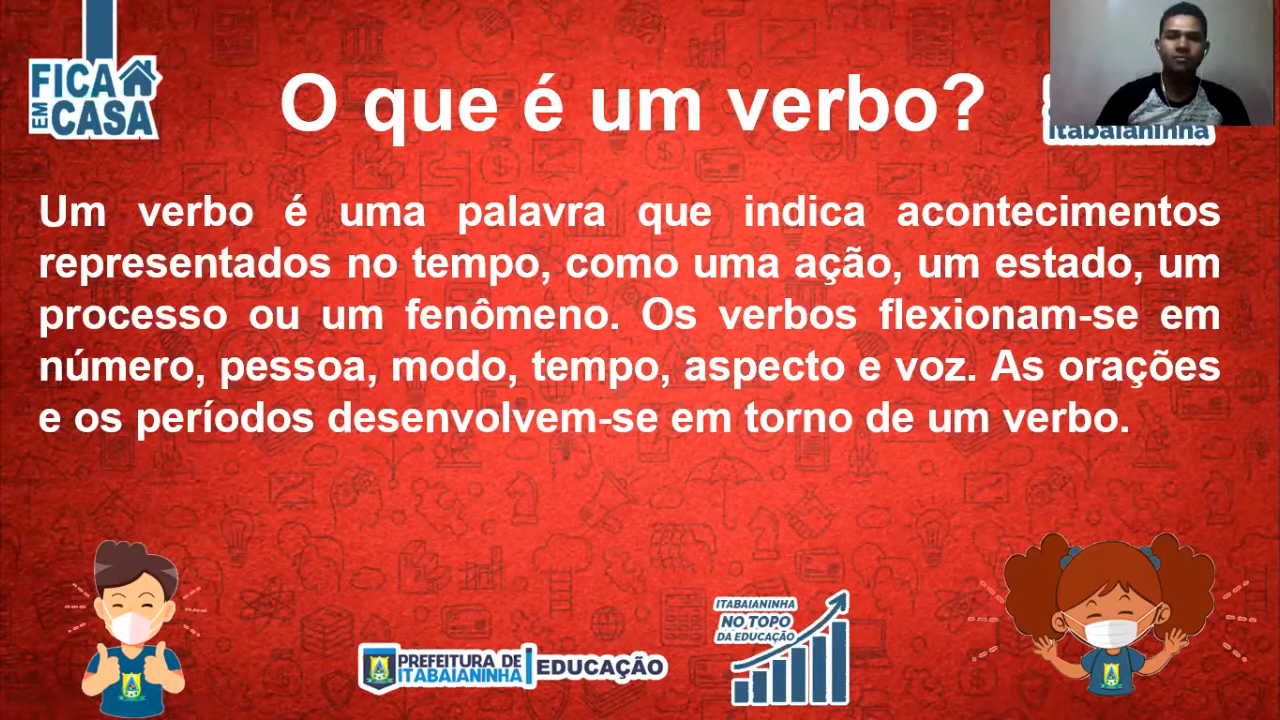 FICA
EM
CASA
O que é um verbo?
Itabaianinha
Um verbo é uma palavra que indica acontecimentos
representados no tempo, como uma ação, um estado, um
processo ou um fenômeno. Os verbos flexionam-se em
número, pessoa, modo, tempo, aspecto e voz. As orações
e os períodos desenvolvem-se em torno de um verbo.
ITABAIANINHA
NO TOPO
DA EDUCAÇÃO
PREFEITURA DE
ITABAIANINHA
EDUCAÇÃO